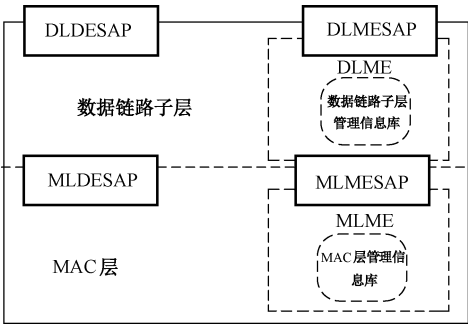 DLDESAP
DLMESAP
DLME
数据链路子层
数据链路子层
管理信息库
MLDESAP
MLMESAP
MLME
MAC层
MAC层管理信
息库